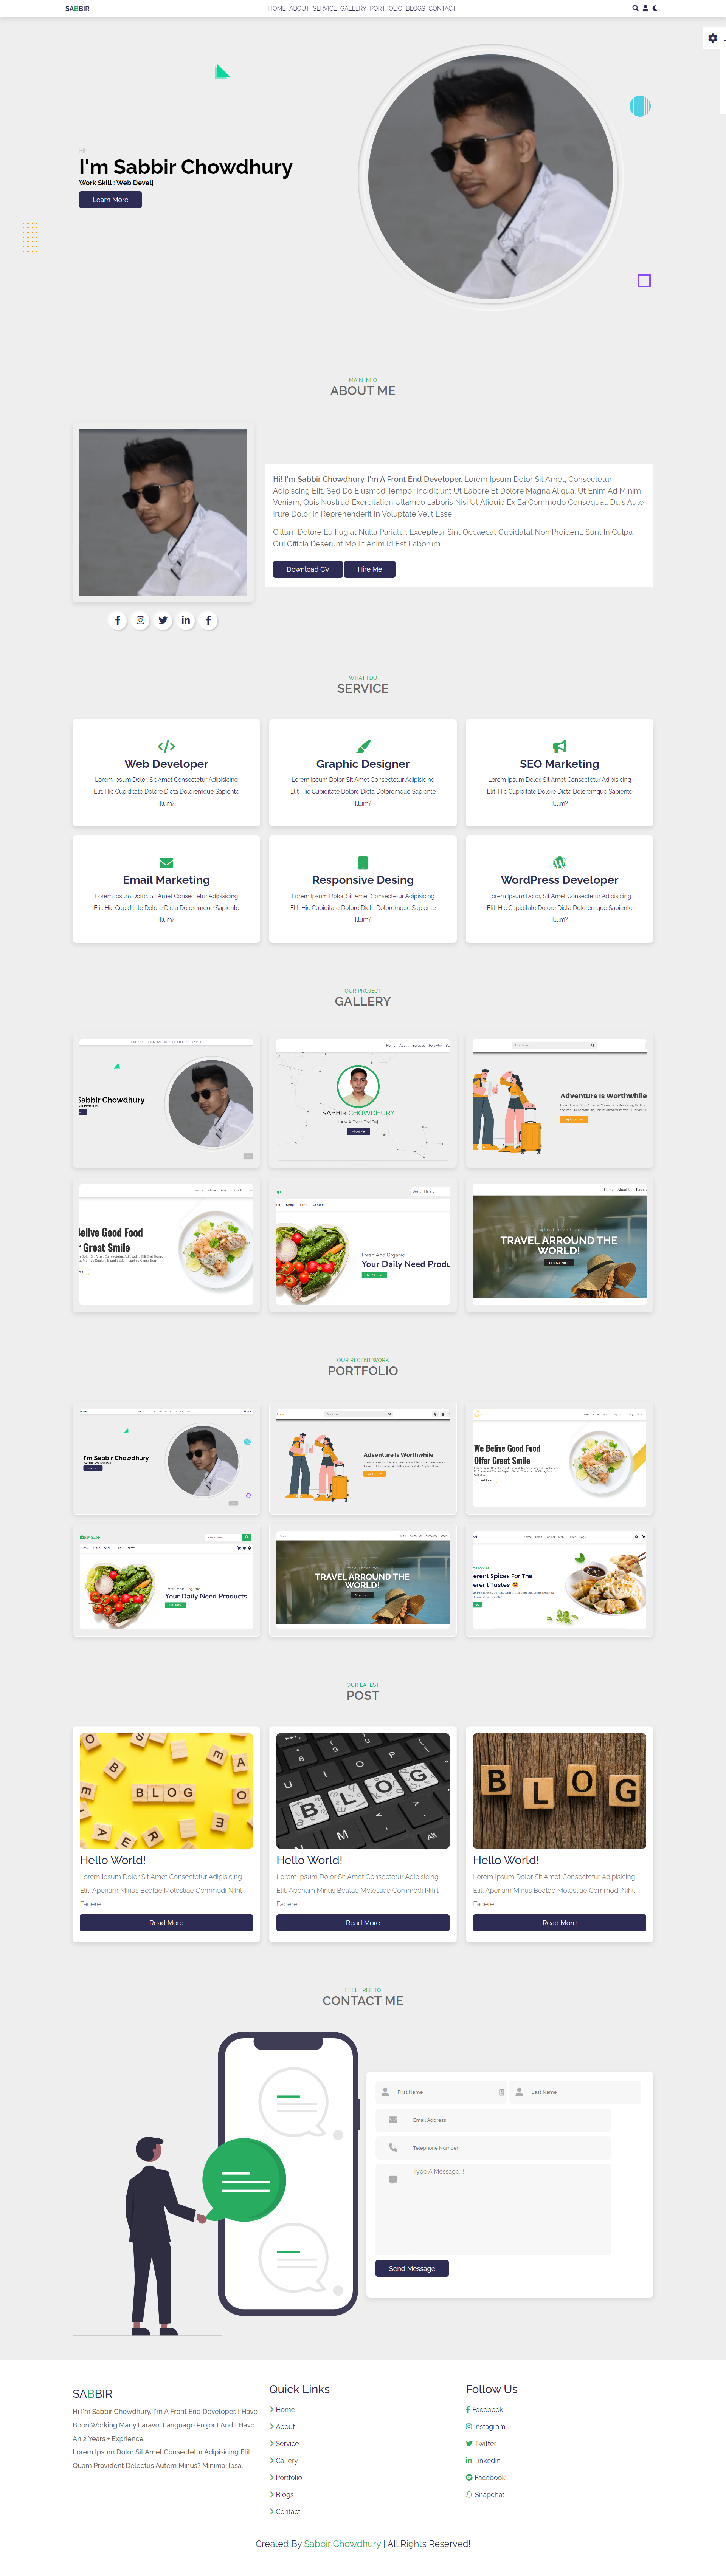 SABBIR
HOME ABOUT SERVICE GALLERY PORTFOLIO BLOGS CONTACT
I'm Sabbir Chowdhury
Work Skill : Web Devel|
Learn More
MAIN INFO
ABOUT ME
Hi! I'm Sabbir Chowdhury. I'm A Front End Developer. Lorem Ipsum Dolor Sit Amet, Consectetur
Adipiscing Elit, Sed Do Eiusmod Tempor Incididunt Ut Labore Et Dolore Magna Aliqua. Ut Enim Ad Minim
Veniam, Quis Nostrud Exercitation Ullamco Laboris Nisi Ut Aliquip Ex Ea Commodo Consequat. Duis Aute
Irure Dolor In Reprehenderit In Voluptate Velit Esse
Cillum Dolore Eu Fugiat Nulla Pariatur. Excepteur Sint Occaecat Cupidatat Non Proident, Sunt In Culpa
Qui Officia Deserunt Mollit Anim Id Est Laborum.
Download CV
Hire Me
WHAT I DO
SERVICE
Web Developer
Lorem Ipsum Dolor, Sit Amet Consectetur Adipisicing
Elit. Hic Cupiditate Dolore Dicta Doloremque Sapiente
Illum?
Graphic Designer
Lorem Ipsum Dolor, Sit Amet Consectetur Adipisicing
Elit. Hic Cupiditate Dolore Dicta Doloremque Sapiente
Illum?
SEO Marketing
Lorem Ipsum Dolor, Sit Amet Consectetur Adipisicing
Elit. Hic Cupiditate Dolore Dicta Doloremque Sapiente
Illum?
Email Marketing
Lorem Ipsum Dolor, Sit Amet Consectetur Adipisicing
Elit. Hic Cupiditate Dolore Dicta Doloremque Sapiente
Illum?
Responsive Desing
Lorem Ipsum Dolor, Sit Amet Consectetur Adipisicing
Elit. Hic Cupiditate Dolore Dicta Doloremque Sapiente
Illum?
WordPress Developer
Lorem Ipsum Dolor, Sit Amet Consectetur Adipisicing
Elit. Hic Cupiditate Dolore Dicta Doloremque Sapiente
Illum?
OUR PROJECT
GALLERY
Sabbir Chowdhury
SABBIR CHOWDHURY
Adventure Is Worthwhile
Belive Good Food
Great Smile
Fresh And Organic
Your Daily Need Produ
TRAVEL ARROUND THE
WORLD!
OUR RECENT WORK
PORTFOLIO
I'm Sabbir Chowdhury
Adventure Is Worthwhile
We Belive Good Food
Offer Great Smile
Fresh And Organic
Your Daily Need Products
TRAVEL ARROUND THE
WORLD!
erent Spices For The
erent Tastes
OUR LATEST
POST
BLOG
Hello World!
Lorem Ipsum Dolor Sit Amet Consectetur Adipisicing
Elit. Aperiam Minus Beatae Molestiae Commodi Nihil
Facere.
Read More
BLOG
Alt
Hello World!
Lorem Ipsum Dolor Sit Amet Consectetur Adipisicing
Elit. Aperiam Minus Beatae Molestiae Commodi Nihil
Facere.
Read More
BLOG
Hello World!
Lorem Ipsum Dolor Sit Amet Consectetur Adipisicing
Elit. Aperiam Minus Beatae Molestiae Commodi Nihil
Facere.
Read More
FEEL FREE TO
CONTACT ME
First Name
Last Name
Email Address
Telephone Number
Type A Message...!
Send Message
SABBIR
Hi I'm Sabbir Chowdhury. I'm A Front End Developer. I Have
Been Working Many Laravel Language Project And I Have
An 2 Years + Exprience.
Lorem Ipsum Dolor Sit Amet Consectetur Adipisicing Elit.
Quam Provident Delectus Autem Minus? Minima, Ipsa.
Quick Links
Home
About
Service
Gallery
Portfolio
Blogs
Contact
Follow Us
Facebook
Instagram
Twitter
Linkedin
Facebook
Snapchat
Created By Sabbir Chowdhury | All Rights Reserved!